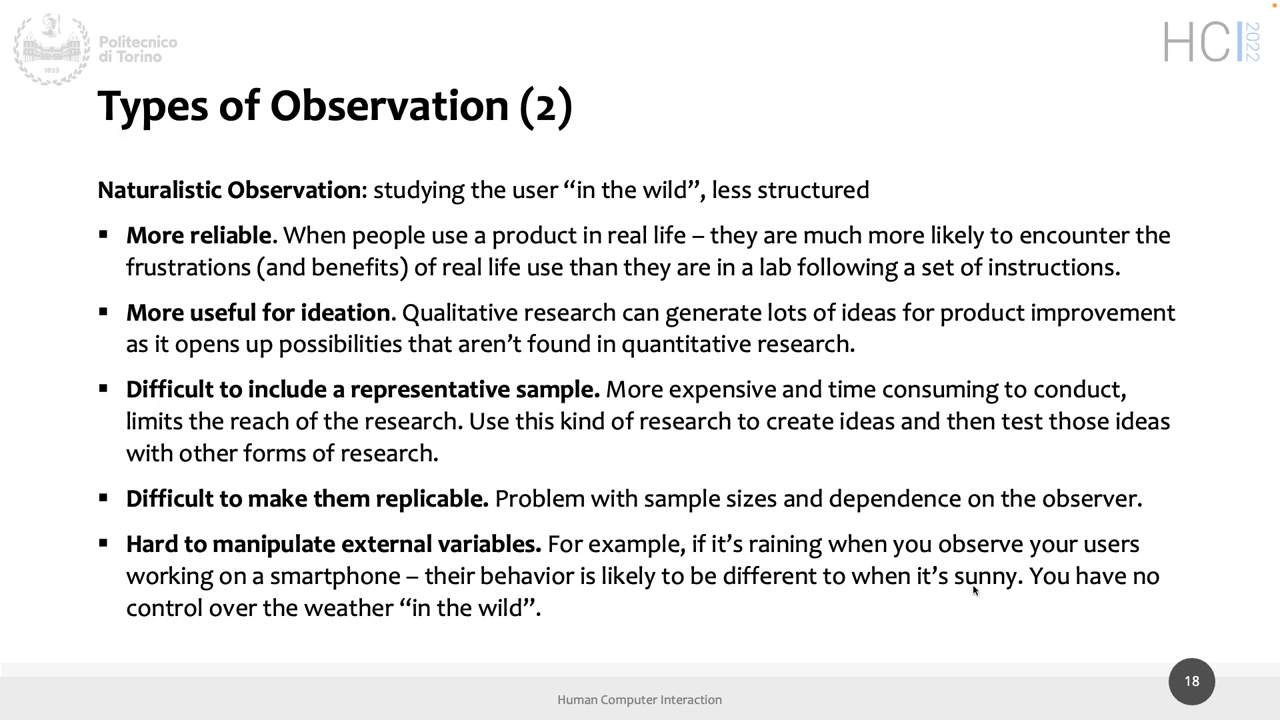 Politecnico
di Torino
1859
HCI 2022
Types of Observation (2)
Naturalistic Observation: studying the user “in the wild”, less structured
▪ More reliable. When people use a product in real life – they are much more likely to encounter the
frustrations (and benefits) of real life use than they are in a lab following a set of instructions.
▪ More useful for ideation. Qualitative research can generate lots of ideas for product improvement
as it opens up possibilities that aren’t found in quantitative research.
▪ Difficult to include a representative sample. More expensive and time consuming to conduct,
limits the reach of the research. Use this kind of research to create ideas and then test those ideas
with other forms of research.
▪ Difficult to make them replicable. Problem with sample sizes and dependence on the observer.
▪ Hard to manipulate external variables. For example, if it’s raining when you observe your users
working on a smartphone – their behavior is likely to be different to when it’s sunny. You have no
control over the weather “in the wild”.
Human Computer Interaction
18